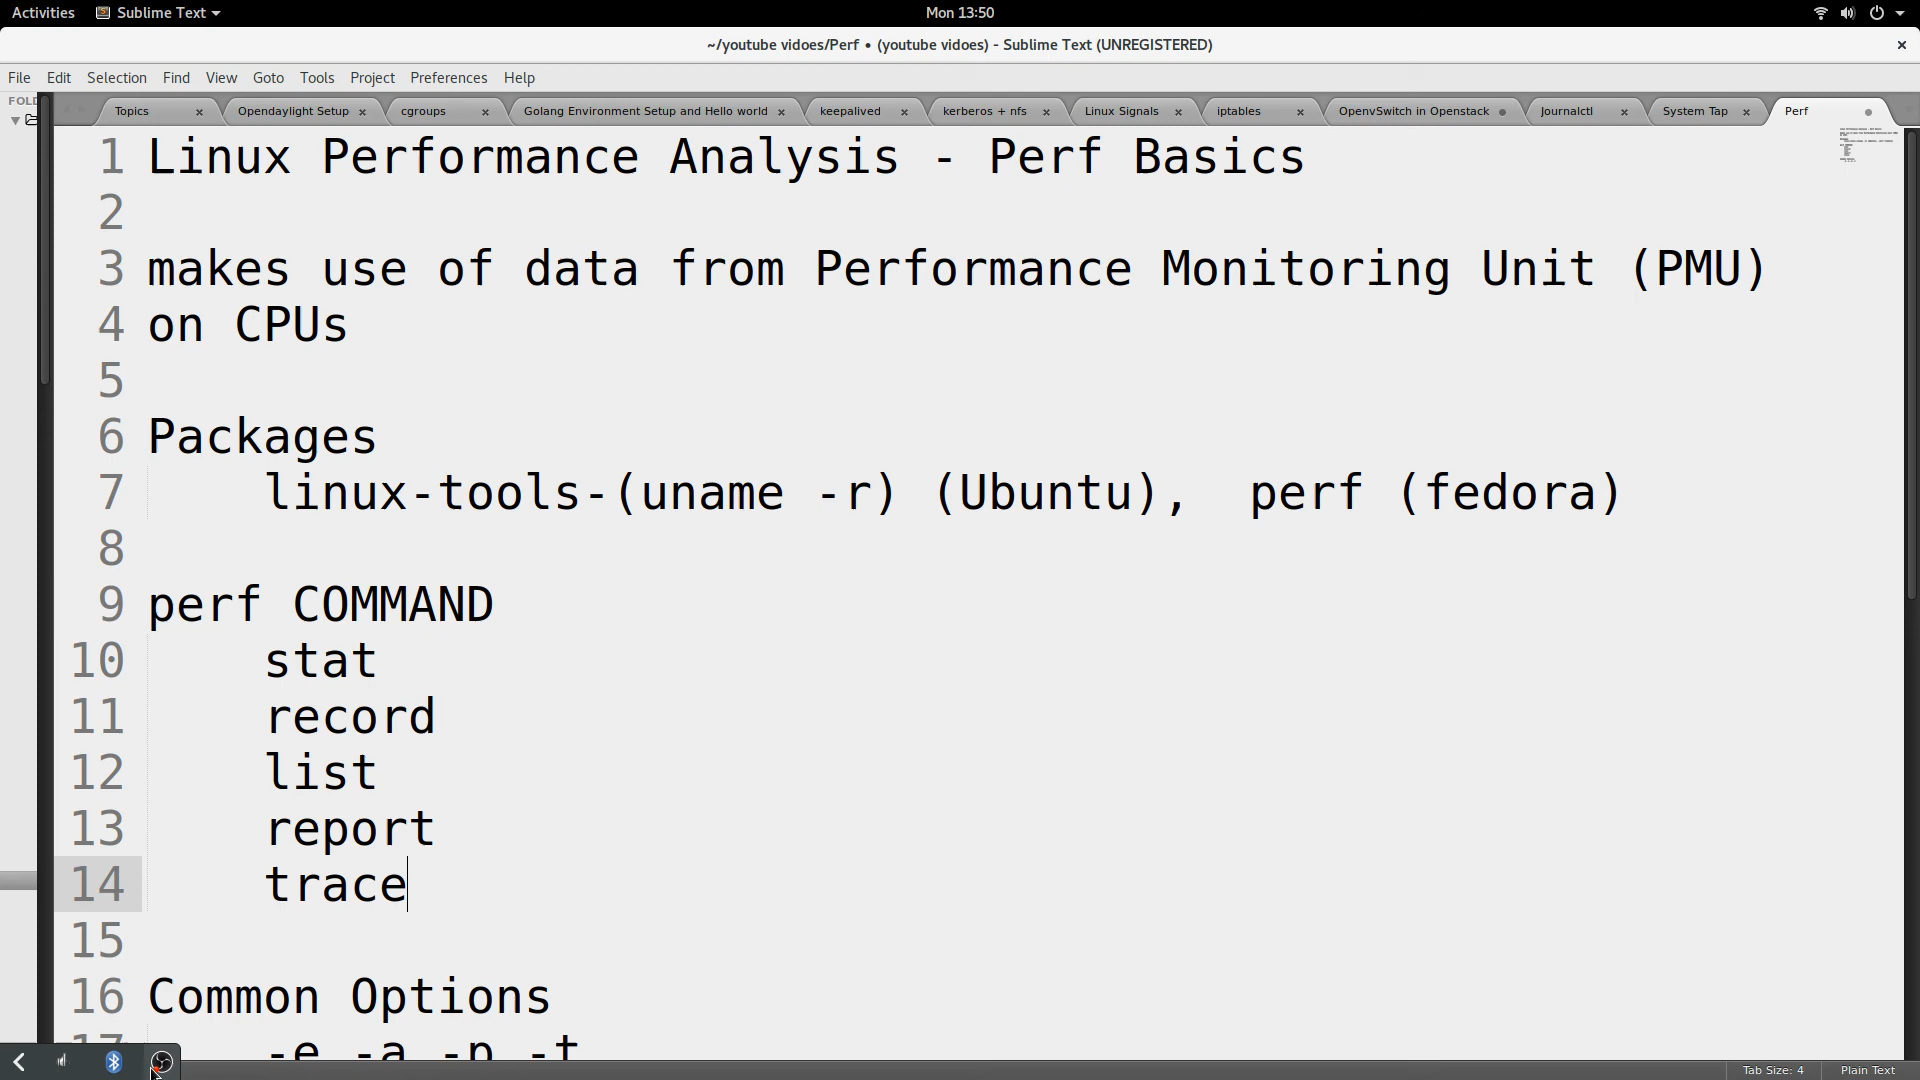 Activities Sublime Text Mon 13:50
~/youtube vidoes/Perf • (youtube vidoes) - Sublime Text (UNREGISTERED)
File Edit Selection Find View Goto Tools Project Preferences Help
FOLD
Topics Opendaylight Setup cgroups Golang Environment Setup and Hello world keepalived kerberos + nfs Linux Signals iptables OpenvSwitch in Openstack Journalctl System Tap Perf
1 Linux Performance Analysis - Perf Basics
2
3 makes use of data from Performance Monitoring Unit (PMU)
4 on CPUs
5
6 Packages
7 linux-tools-(uname -r) (Ubuntu), perf (fedora)
8
9 perf COMMAND
10 stat
11 record
12 list
13 report
14 trace
15
16 Common Options
17 -e -a -p -t
Tab Size: 4 Plain Text